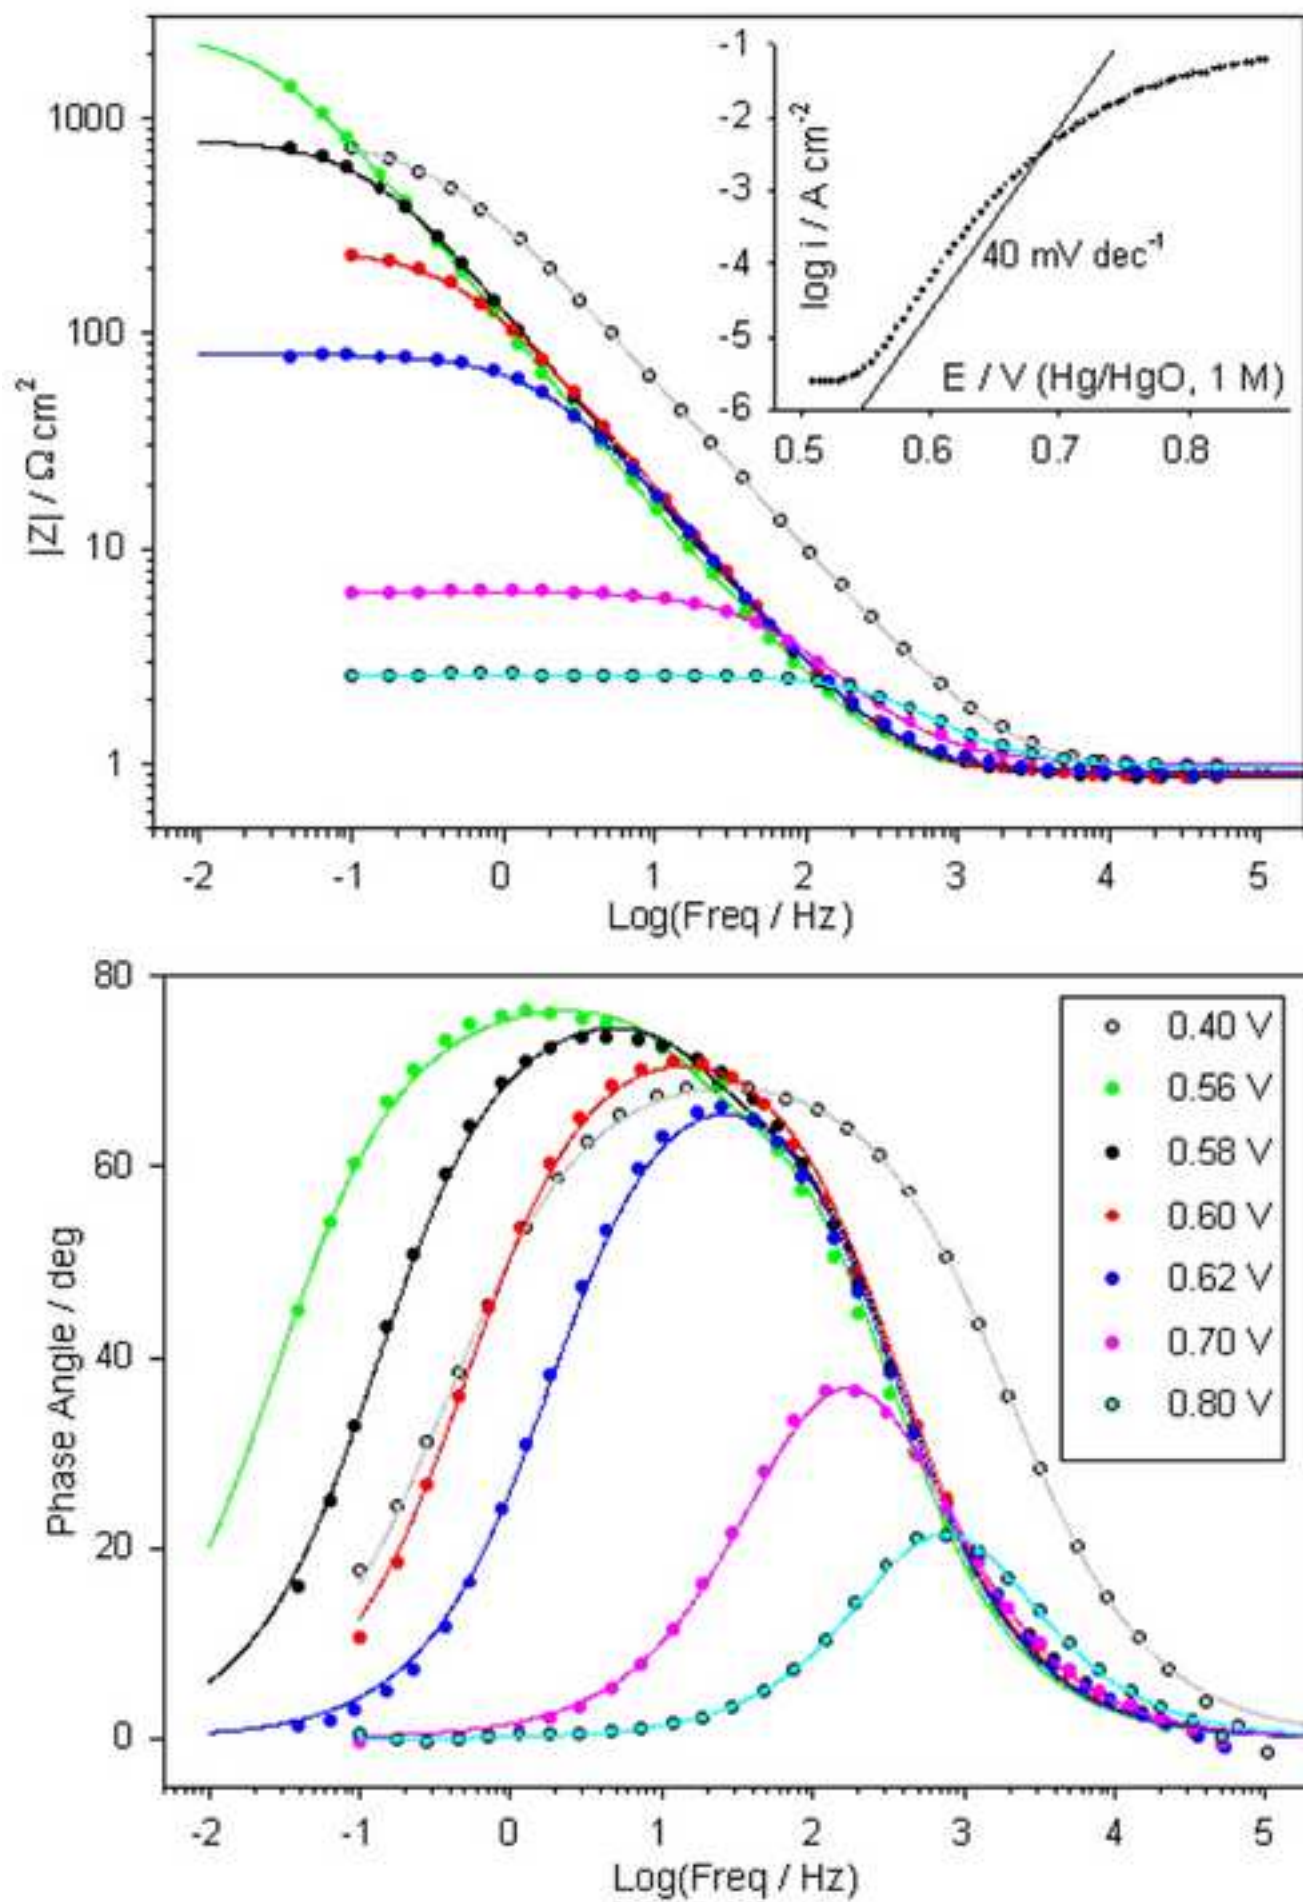 1000
100
10
1
|Z| / Ω cm²
-2 -1 0 1 2 3 4 5
Log(Freq / Hz)
-1
-2
-3
-4
-5
-6
log i / A cm⁻²
40 mV dec⁻¹
E / V (Hg/HgO, 1 M)
0.5 0.6 0.7 0.8
80
60
40
20
0
Phase Angle / deg
0.40 V
0.56 V
0.58 V
0.60 V
0.62 V
0.70 V
0.80 V
-2 -1 0 1 2 3 4 5
Log(Freq / Hz)